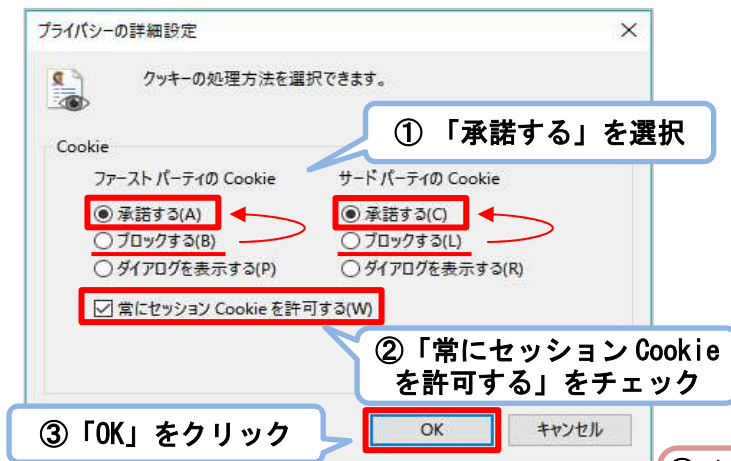 プライバシーの詳細設定
クッキーの処理方法を選択できます。
① 「承諾する」を選択
Cookie
ファースト パーティの Cookie
サード パーティの Cookie
承諾する(A)
承諾する(C)
ブロックする(B)
ブロックする(L)
ダイアログを表示する(P)
ダイアログを表示する(R)
常にセッション Cookie を許可する(W)
②「常にセッション Cookie
を許可する」をチェック
③「OK」をクリック
OK
キャンセル